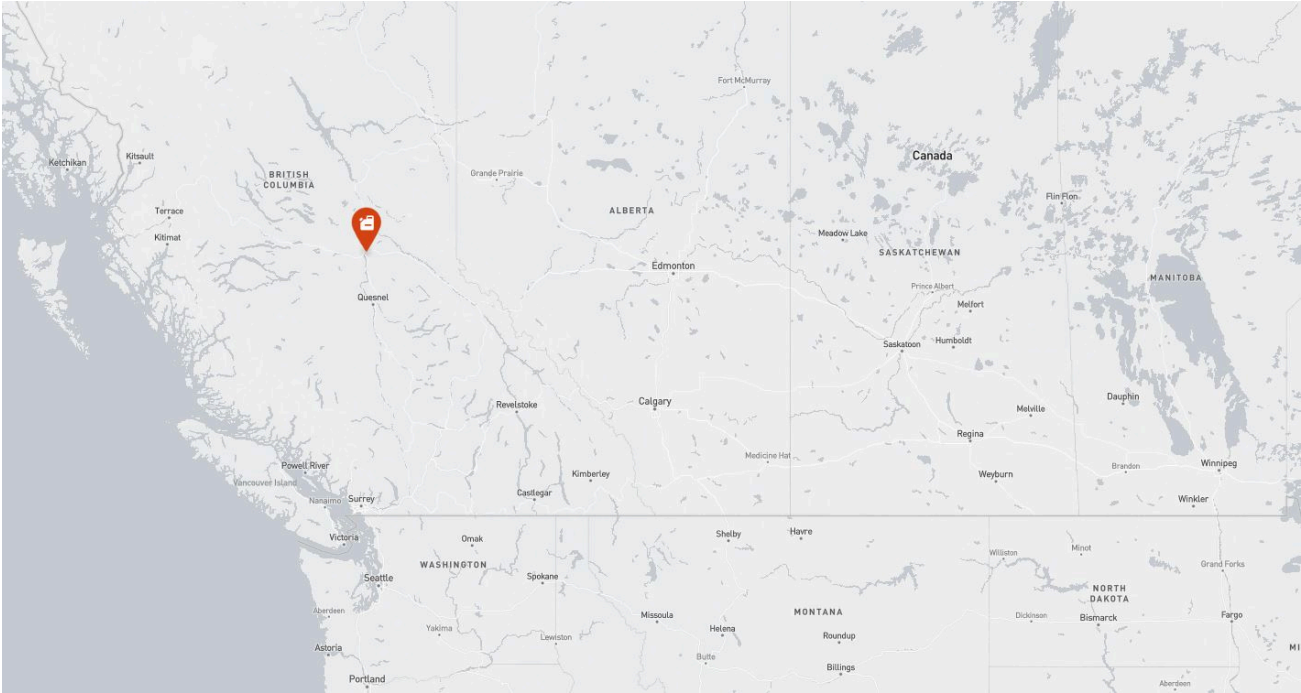 Fort McMurray
Canada
Ketchikan
Kitsault
BRITISH
COLUMBIA
Grande Prairie
Flin Flon
Terrace
ALBERTA
Kitimat
Meadow Lake
SASKATCHEWAN
Edmonton
MANITOBA
Prince Albert
Quesnel
Melfort
Saskatoon
Humboldt
Revelstoke
Calgary
Dauphin
Melville
Regina
Medicine Hat
Powell River
Brandon
Winnipeg
Kimberley
Weyburn
Vancouver Island
Castlegar
Nanaimo
Surrey
Winkler
Victoria
Omak
Shelby
Havre
Williston
Minot
WASHINGTON
Grand Forks
Seattle
Spokane
NORTH
DAKOTA
Aberdeen
Missoula
MONTANA
Dickinson
Bismarck
Fargo
Yakima
Lewiston
Helena
Roundup
Astoria
Butte
MI
Billings
Portland
Aberdeen